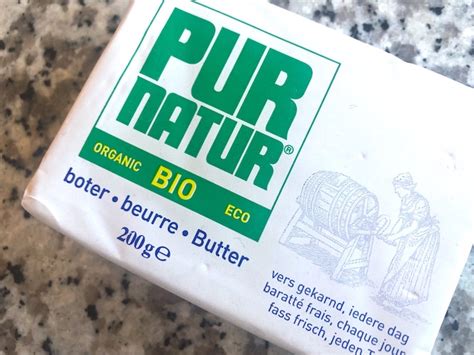 PUR
NATUR®
ORGANIC BIO ECO
boter • beurre • Butter
200g℮
vers gekarnd, iedere dag
baratté frais, chaque jour
fass frisch, jeden T